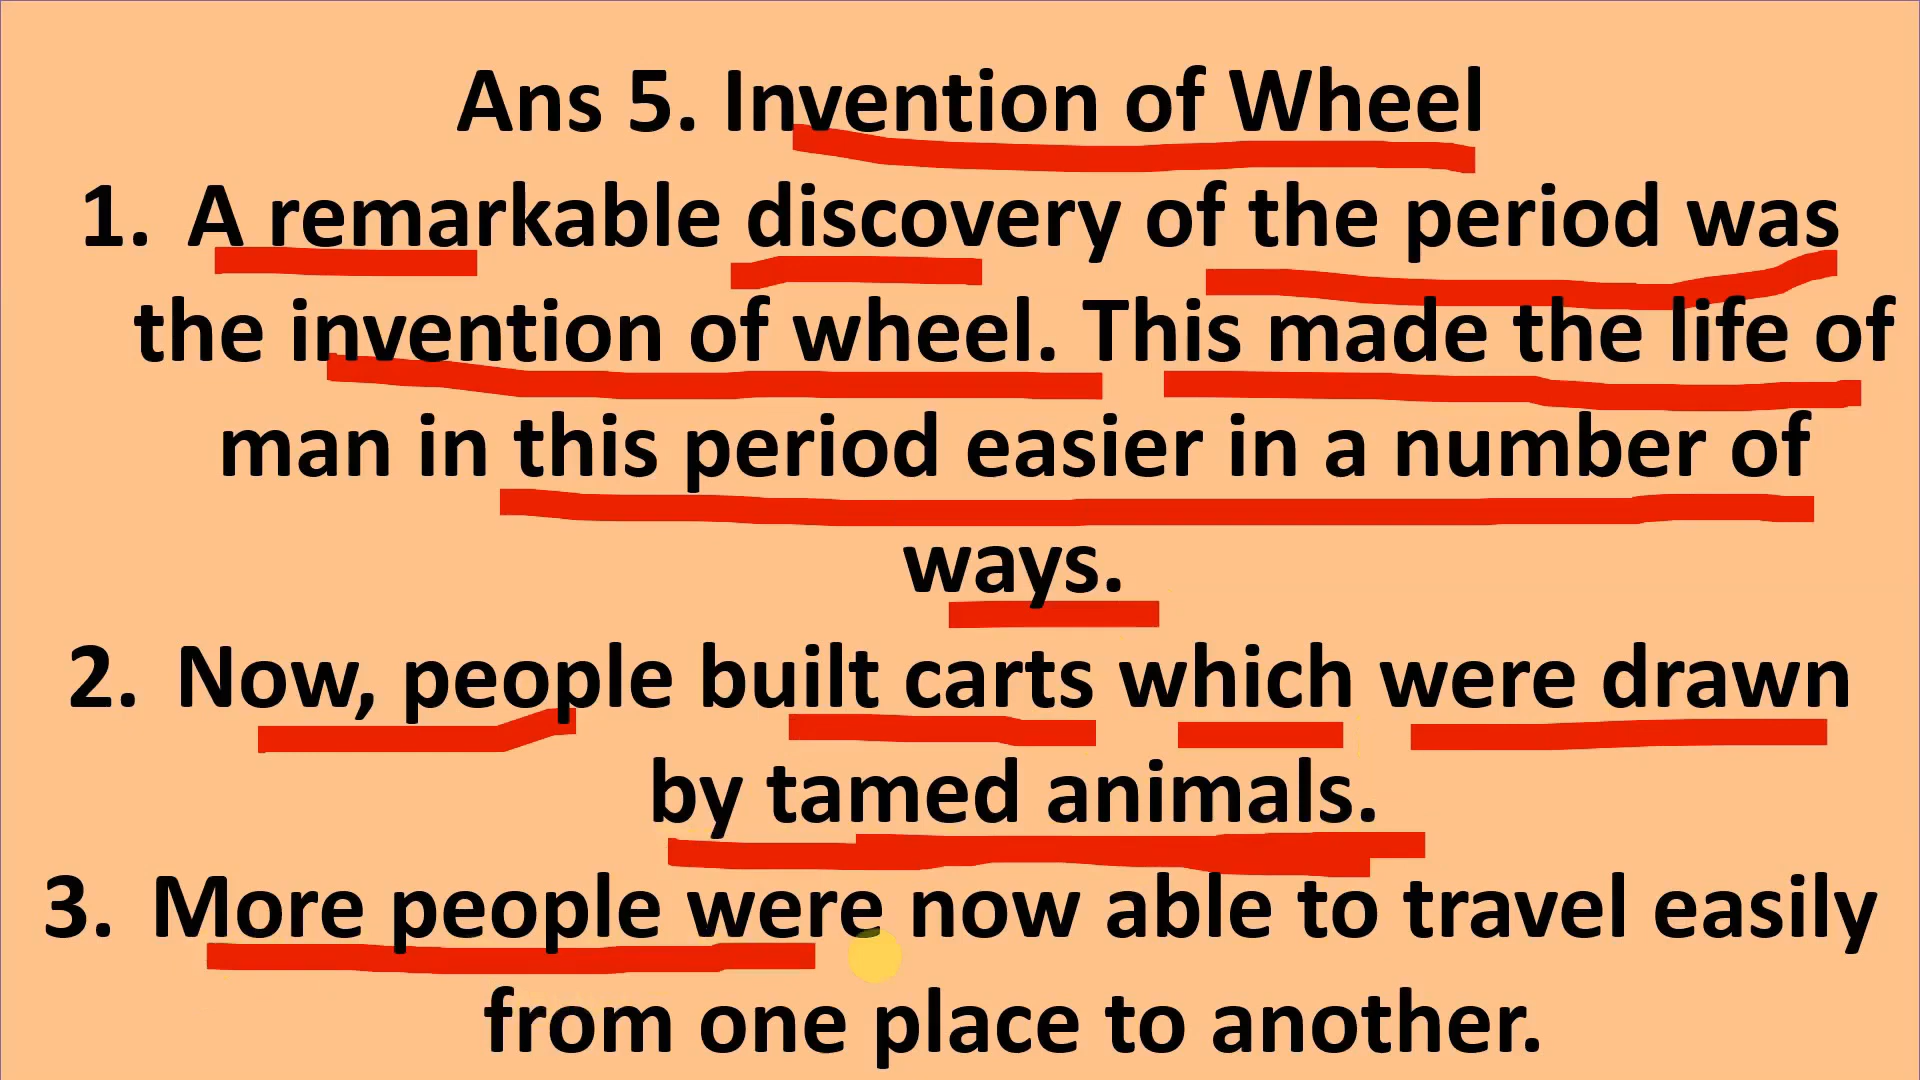 Ans 5. Invention of Wheel
1. A remarkable discovery of the period was
the invention of wheel. This made the life of
man in this period easier in a number of
ways.
2. Now, people built carts which were drawn
by tamed animals.
3. More people were now able to travel easily
from one place to another.